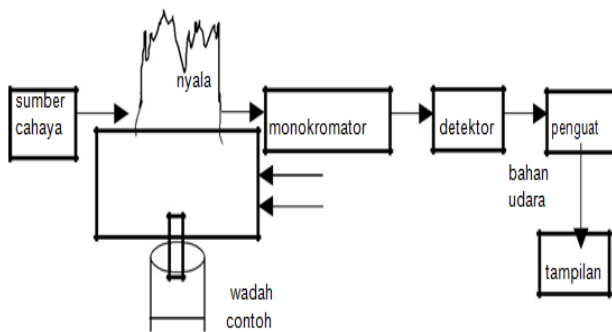 nyala
sumber
cahaya
monokromator
detektor
penguat
bahan
udara
tampilan
wadah
contoh